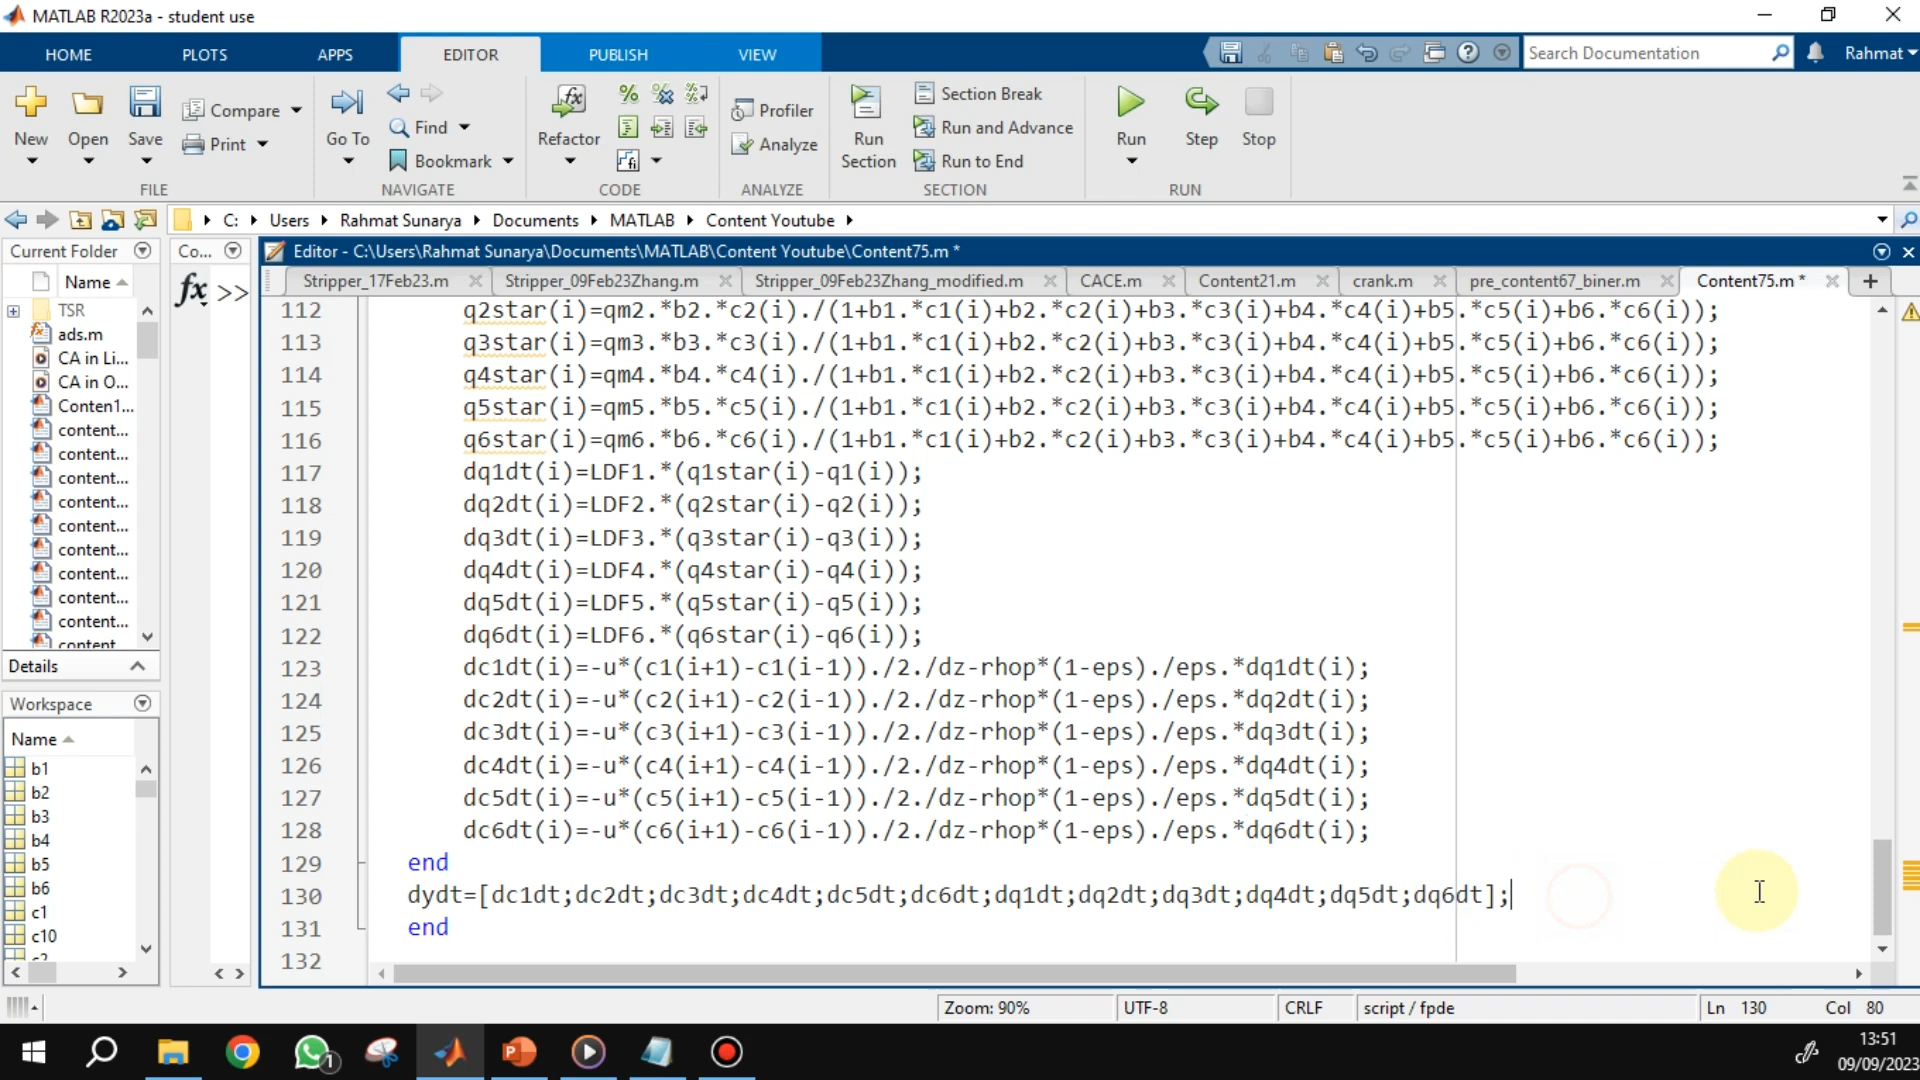 MATLAB R2023a - student use
HOME PLOTS APPS EDITOR PUBLISH VIEW
Search Documentation
Rahmat
New Open Save Compare Print
FILE
Go To Find Bookmark
NAVIGATE
Refactor
CODE
Profiler
Analyze
ANALYZE
Run Section
Section Break
Run and Advance
Run to End
SECTION
Run Step Stop
RUN
C: Users Rahmat Sunarya Documents MATLAB Content Youtube
Current Folder
Name
TSR
ads.m
CA in Li...
CA in O...
Conten1...
content...
content...
content...
content...
content...
content...
content...
content...
content...
content
Details
Workspace
Name
b1
b2
b3
b4
b5
b6
c1
c10
c2
Co...
fx >>
Editor - C:\Users\Rahmat Sunarya\Documents\MATLAB\Content Youtube\Content75.m *
Stripper_17Feb23.m Stripper_09Feb23Zhang.m Stripper_09Feb23Zhang_modified.m CACE.m Content21.m crank.m pre_content67_biner.m Content75.m *
112 q2star(i)=qm2.*b2.*c2(i)./(1+b1.*c1(i)+b2.*c2(i)+b3.*c3(i)+b4.*c4(i)+b5.*c5(i)+b6.*c6(i));
113 q3star(i)=qm3.*b3.*c3(i)./(1+b1.*c1(i)+b2.*c2(i)+b3.*c3(i)+b4.*c4(i)+b5.*c5(i)+b6.*c6(i));
114 q4star(i)=qm4.*b4.*c4(i)./(1+b1.*c1(i)+b2.*c2(i)+b3.*c3(i)+b4.*c4(i)+b5.*c5(i)+b6.*c6(i));
115 q5star(i)=qm5.*b5.*c5(i)./(1+b1.*c1(i)+b2.*c2(i)+b3.*c3(i)+b4.*c4(i)+b5.*c5(i)+b6.*c6(i));
116 q6star(i)=qm6.*b6.*c6(i)./(1+b1.*c1(i)+b2.*c2(i)+b3.*c3(i)+b4.*c4(i)+b5.*c5(i)+b6.*c6(i));
117 dq1dt(i)=LDF1.*(q1star(i)-q1(i));
118 dq2dt(i)=LDF2.*(q2star(i)-q2(i));
119 dq3dt(i)=LDF3.*(q3star(i)-q3(i));
120 dq4dt(i)=LDF4.*(q4star(i)-q4(i));
121 dq5dt(i)=LDF5.*(q5star(i)-q5(i));
122 dq6dt(i)=LDF6.*(q6star(i)-q6(i));
123 dc1dt(i)=-u*(c1(i+1)-c1(i-1))./2./dz-rhop*(1-eps)./eps.*dq1dt(i);
124 dc2dt(i)=-u*(c2(i+1)-c2(i-1))./2./dz-rhop*(1-eps)./eps.*dq2dt(i);
125 dc3dt(i)=-u*(c3(i+1)-c3(i-1))./2./dz-rhop*(1-eps)./eps.*dq3dt(i);
126 dc4dt(i)=-u*(c4(i+1)-c4(i-1))./2./dz-rhop*(1-eps)./eps.*dq4dt(i);
127 dc5dt(i)=-u*(c5(i+1)-c5(i-1))./2./dz-rhop*(1-eps)./eps.*dq5dt(i);
128 dc6dt(i)=-u*(c6(i+1)-c6(i-1))./2./dz-rhop*(1-eps)./eps.*dq6dt(i);
129 end
130 dydt=[dc1dt;dc2dt;dc3dt;dc4dt;dc5dt;dc6dt;dq1dt;dq2dt;dq3dt;dq4dt;dq5dt;dq6dt];
131 end
132
Zoom: 90% UTF-8 CRLF script / fpde Ln 130 Col 80
1
13:51
09/09/2023